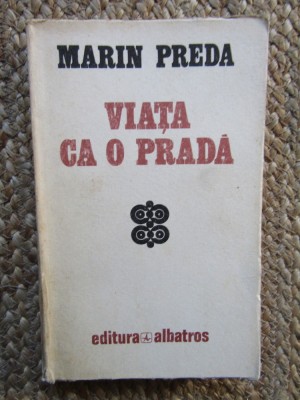 MARIN PREDA
VIAȚA
CA O PRADĂ
editura albatros